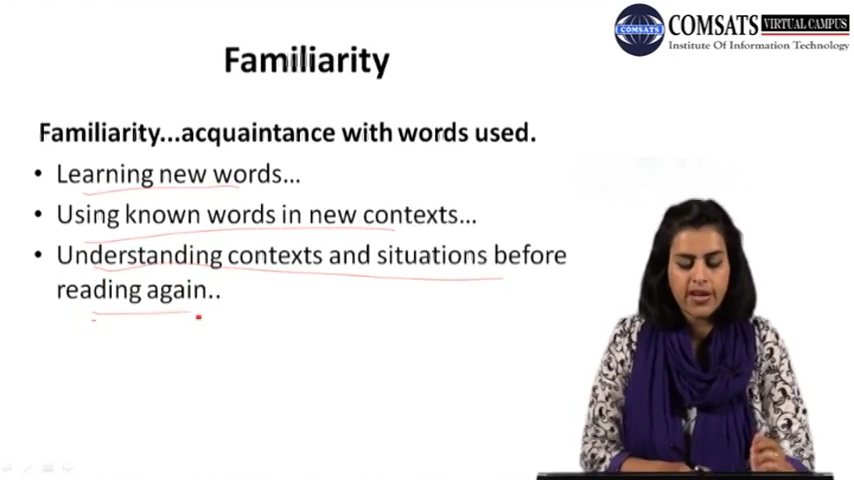 COMSATS VIRTUAL CAMPUS
COMSATS
Institute Of Information Technology
Familiarity
Familiarity...acquaintance with words used.
• Learning new words...
• Using known words in new contexts...
• Understanding contexts and situations before
reading again..